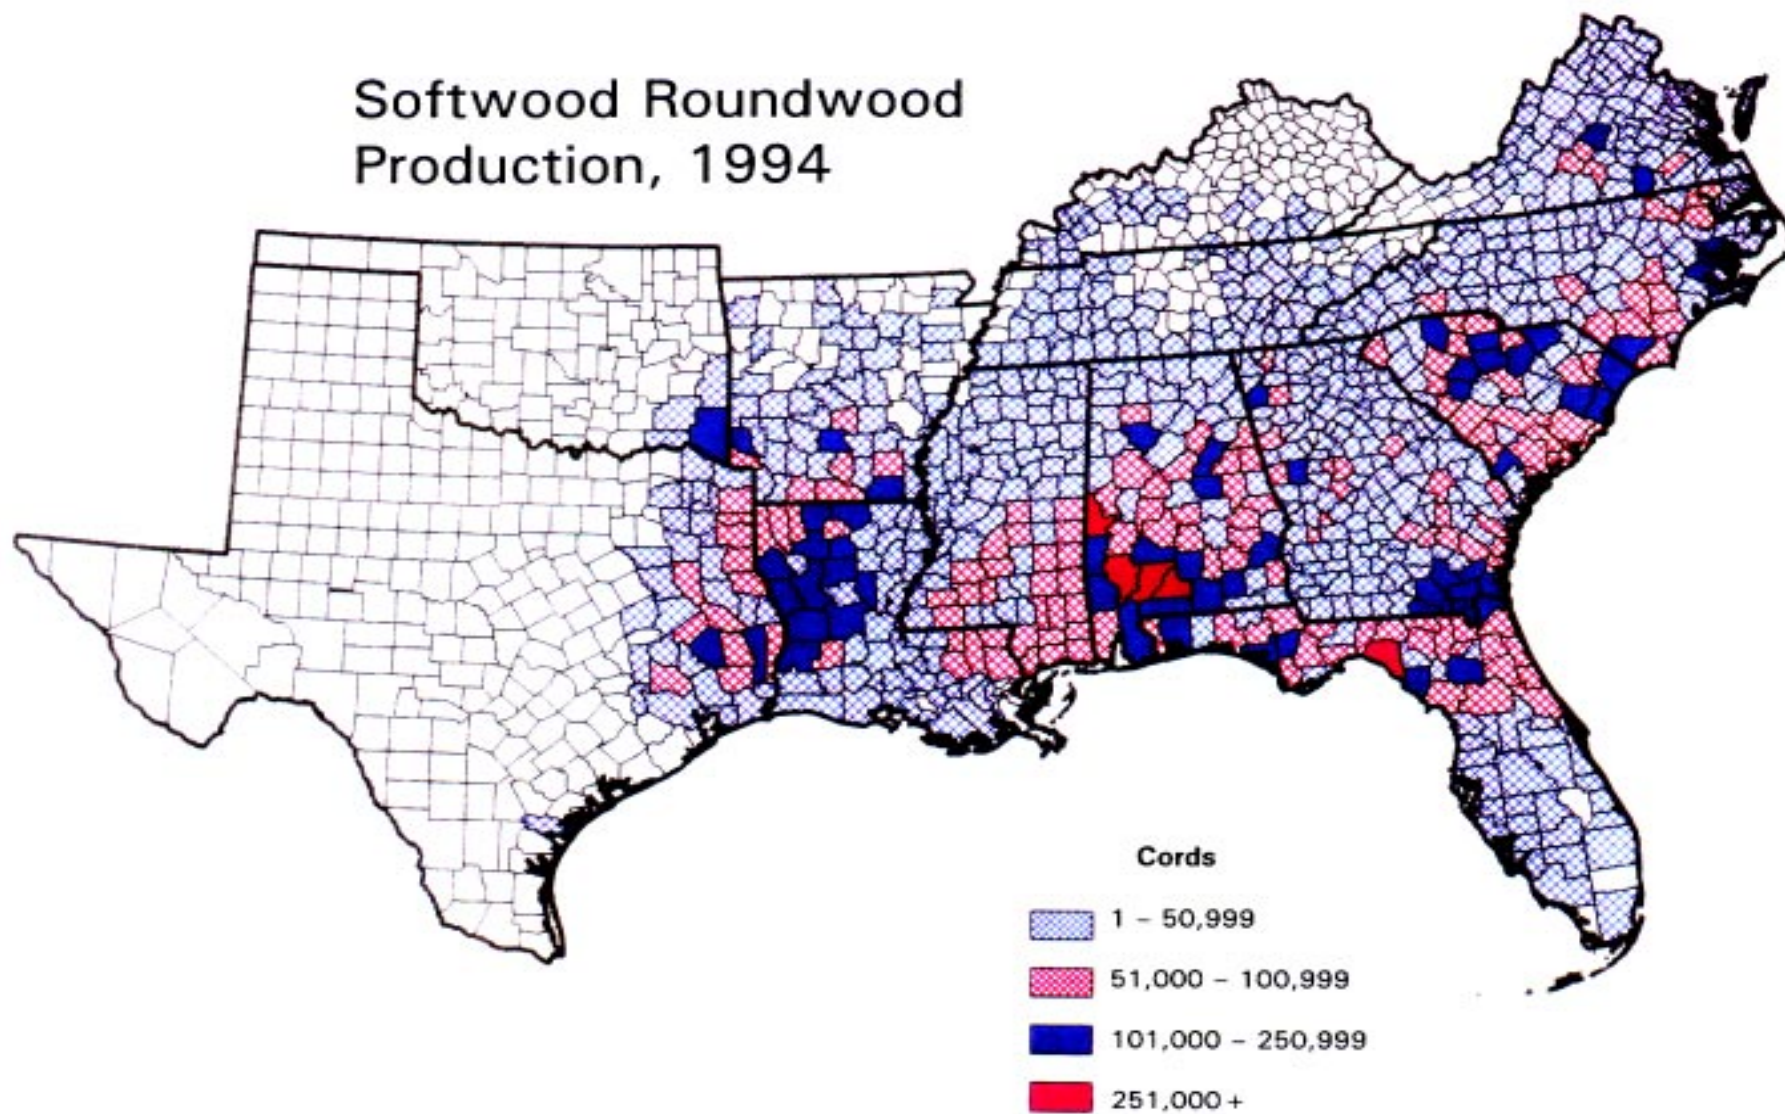 Softwood Roundwood
Production, 1994
Cords
1 – 50,999
51,000 – 100,999
101,000 – 250,999
251,000 +